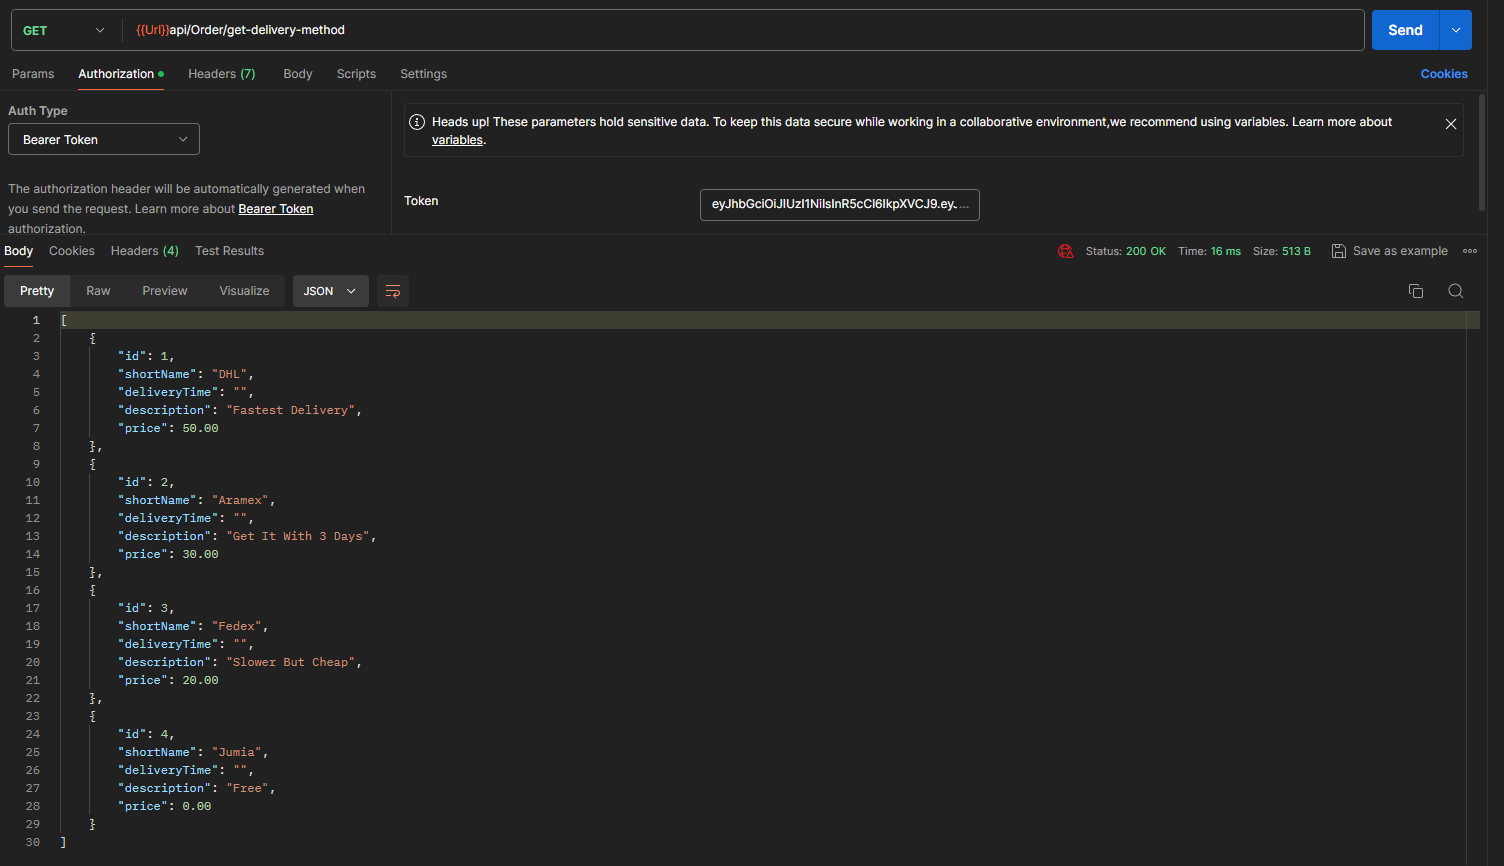 GET {{Url}}api/Order/get-delivery-method Send
Params Authorization Headers (7) Body Scripts Settings Cookies
Auth Type
Bearer Token
The authorization header will be automatically generated when
you send the request. Learn more about Bearer Token
authorization.
Heads up! These parameters hold sensitive data. To keep this data secure while working in a collaborative environment,we recommend using variables. Learn more about
variables.
Token eyJhbGciOiJIUzI1NiIsInR5cCI6IkpXVCJ9.eyJ...
Body Cookies Headers (4) Test Results Status: 200 OK Time: 16 ms Size: 513 B Save as example
Pretty Raw Preview Visualize JSON
1 [
2 {
3 "id": 1,
4 "shortName": "DHL",
5 "deliveryTime": "",
6 "description": "Fastest Delivery",
7 "price": 50.00
8 },
9 {
10 "id": 2,
11 "shortName": "Aramex",
12 "deliveryTime": "",
13 "description": "Get It With 3 Days",
14 "price": 30.00
15 },
16 {
17 "id": 3,
18 "shortName": "Fedex",
19 "deliveryTime": "",
20 "description": "Slower But Cheap",
21 "price": 20.00
22 },
23 {
24 "id": 4,
25 "shortName": "Jumia",
26 "deliveryTime": "",
27 "description": "Free",
28 "price": 0.00
29 }
30 ]